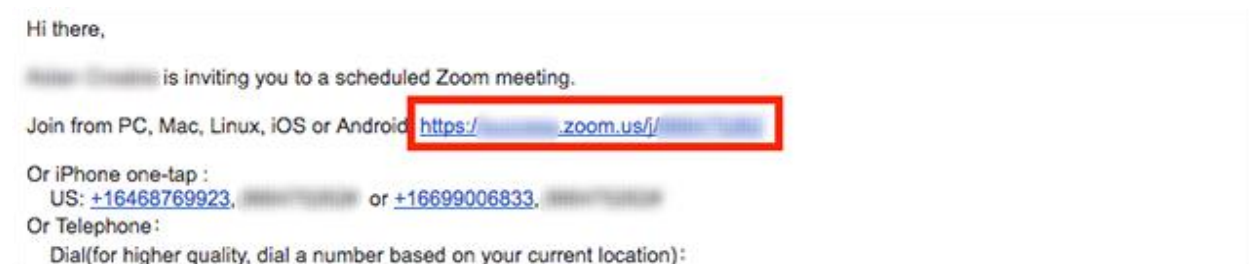 Hi there,
is inviting you to a scheduled Zoom meeting.
Join from PC, Mac, Linux, iOS or Android https:/ .zoom.us/j/
Or iPhone one-tap :
US: +16468769923, or +16699006833,
Or Telephone:
Dial(for higher quality, dial a number based on your current location):